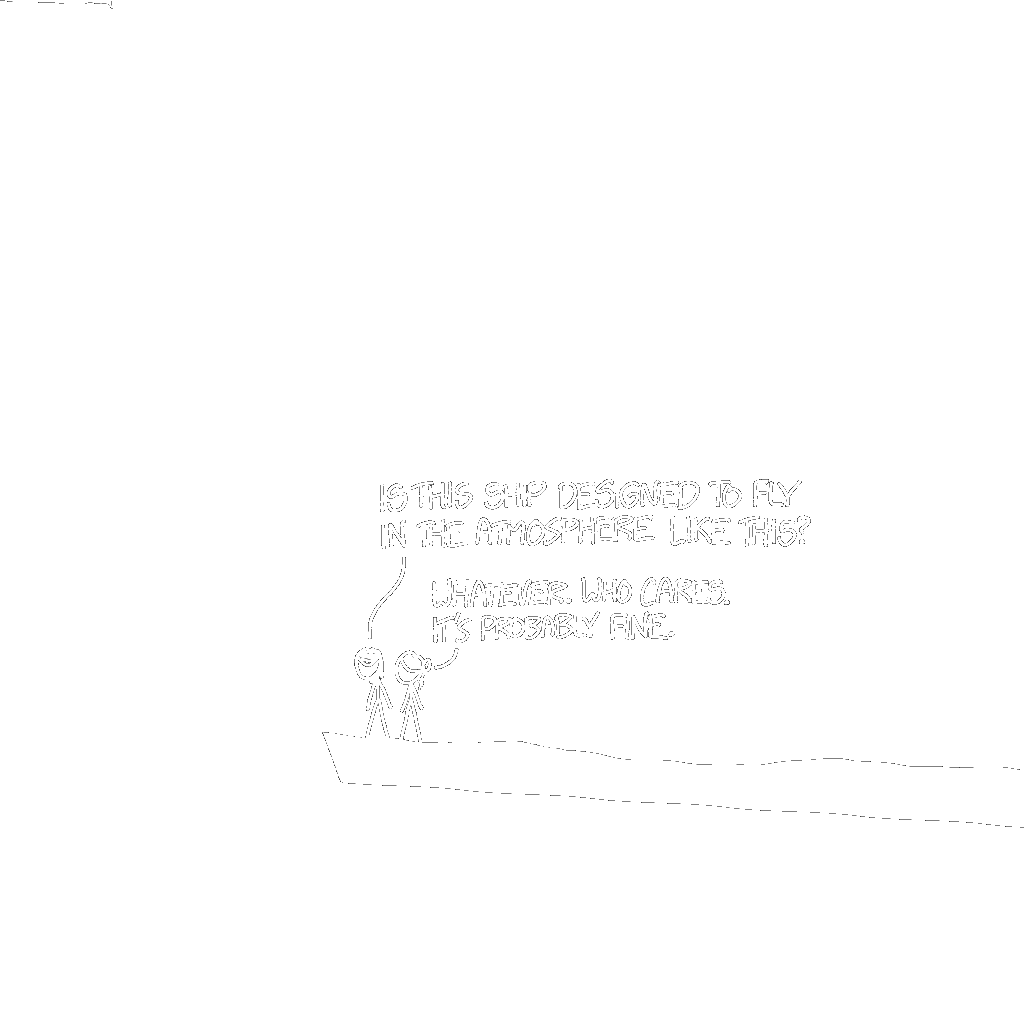 IS THIS SHIP DESIGNED TO FLY
IN THE ATMOSPHERE LIKE THIS?
WHATEVER. WHO CARES.
IT'S PROBABLY FINE.